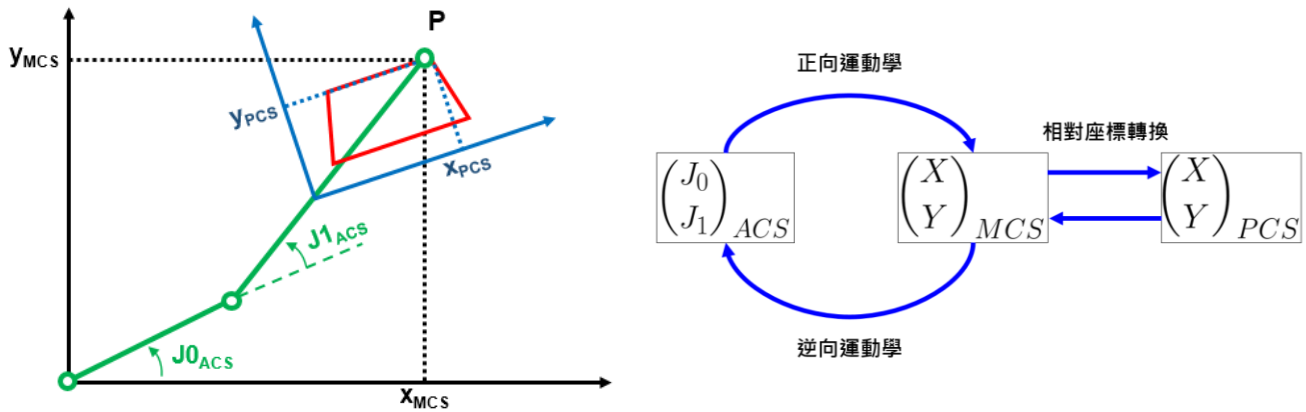 P
yMCS
yPCS
xPCS
J1ACS
J0ACS
xMCS
正向運動學
相對座標轉換
(J0 J1)ACS
(X Y)MCS
(X Y)PCS
逆向運動學